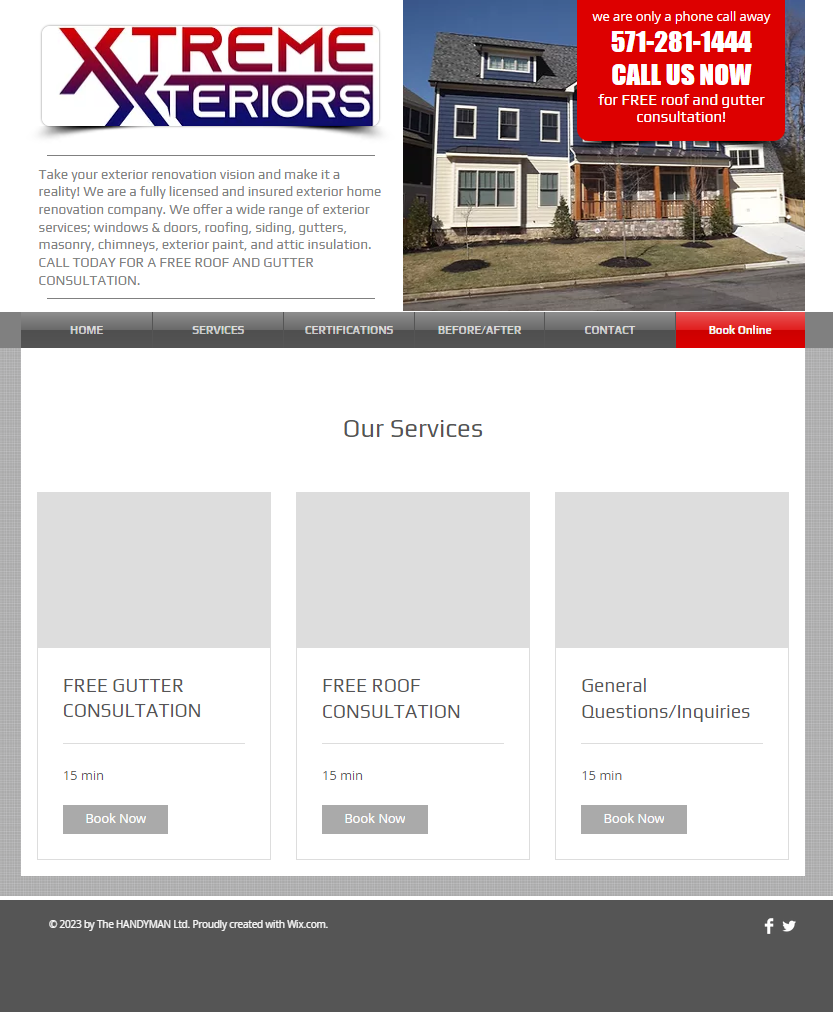 XTREME
XTERIORS
we are only a phone call away
571-281-1444
CALL US NOW
for FREE roof and gutter
consultation!
Take your exterior renovation vision and make it a
reality! We are a fully licensed and insured exterior home
renovation company. We offer a wide range of exterior
services; windows & doors, roofing, siding, gutters,
masonry, chimneys, exterior paint, and attic insulation.
CALL TODAY FOR A FREE ROOF AND GUTTER
CONSULTATION.
HOME SERVICES CERTIFICATIONS BEFORE/AFTER CONTACT Book Online
Our Services
FREE GUTTER
CONSULTATION
15 min
Book Now
FREE ROOF
CONSULTATION
15 min
Book Now
General
Questions/Inquiries
15 min
Book Now
© 2023 by The HANDYMAN Ltd. Proudly created with Wix.com.